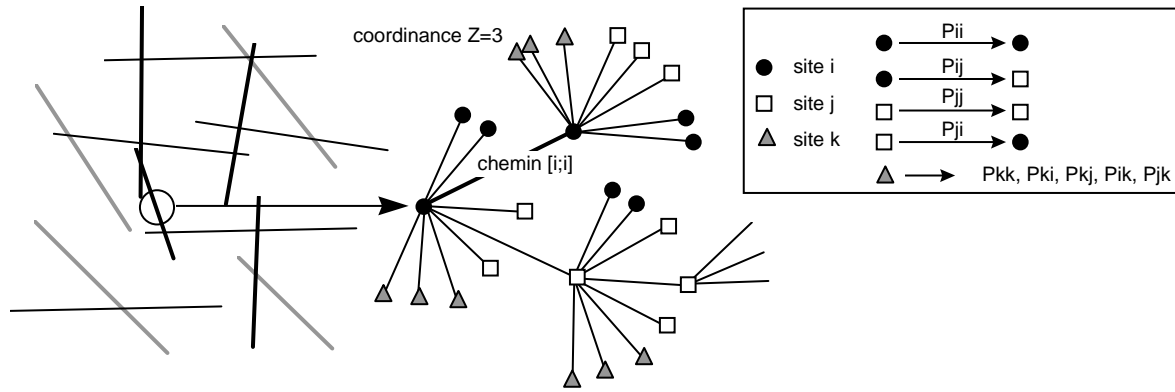 coordinance Z=3
chemin [i;i]
site i
site j
site k
Pii
Pij
Pjj
Pji
Pkk, Pki, Pkj, Pik, Pjk